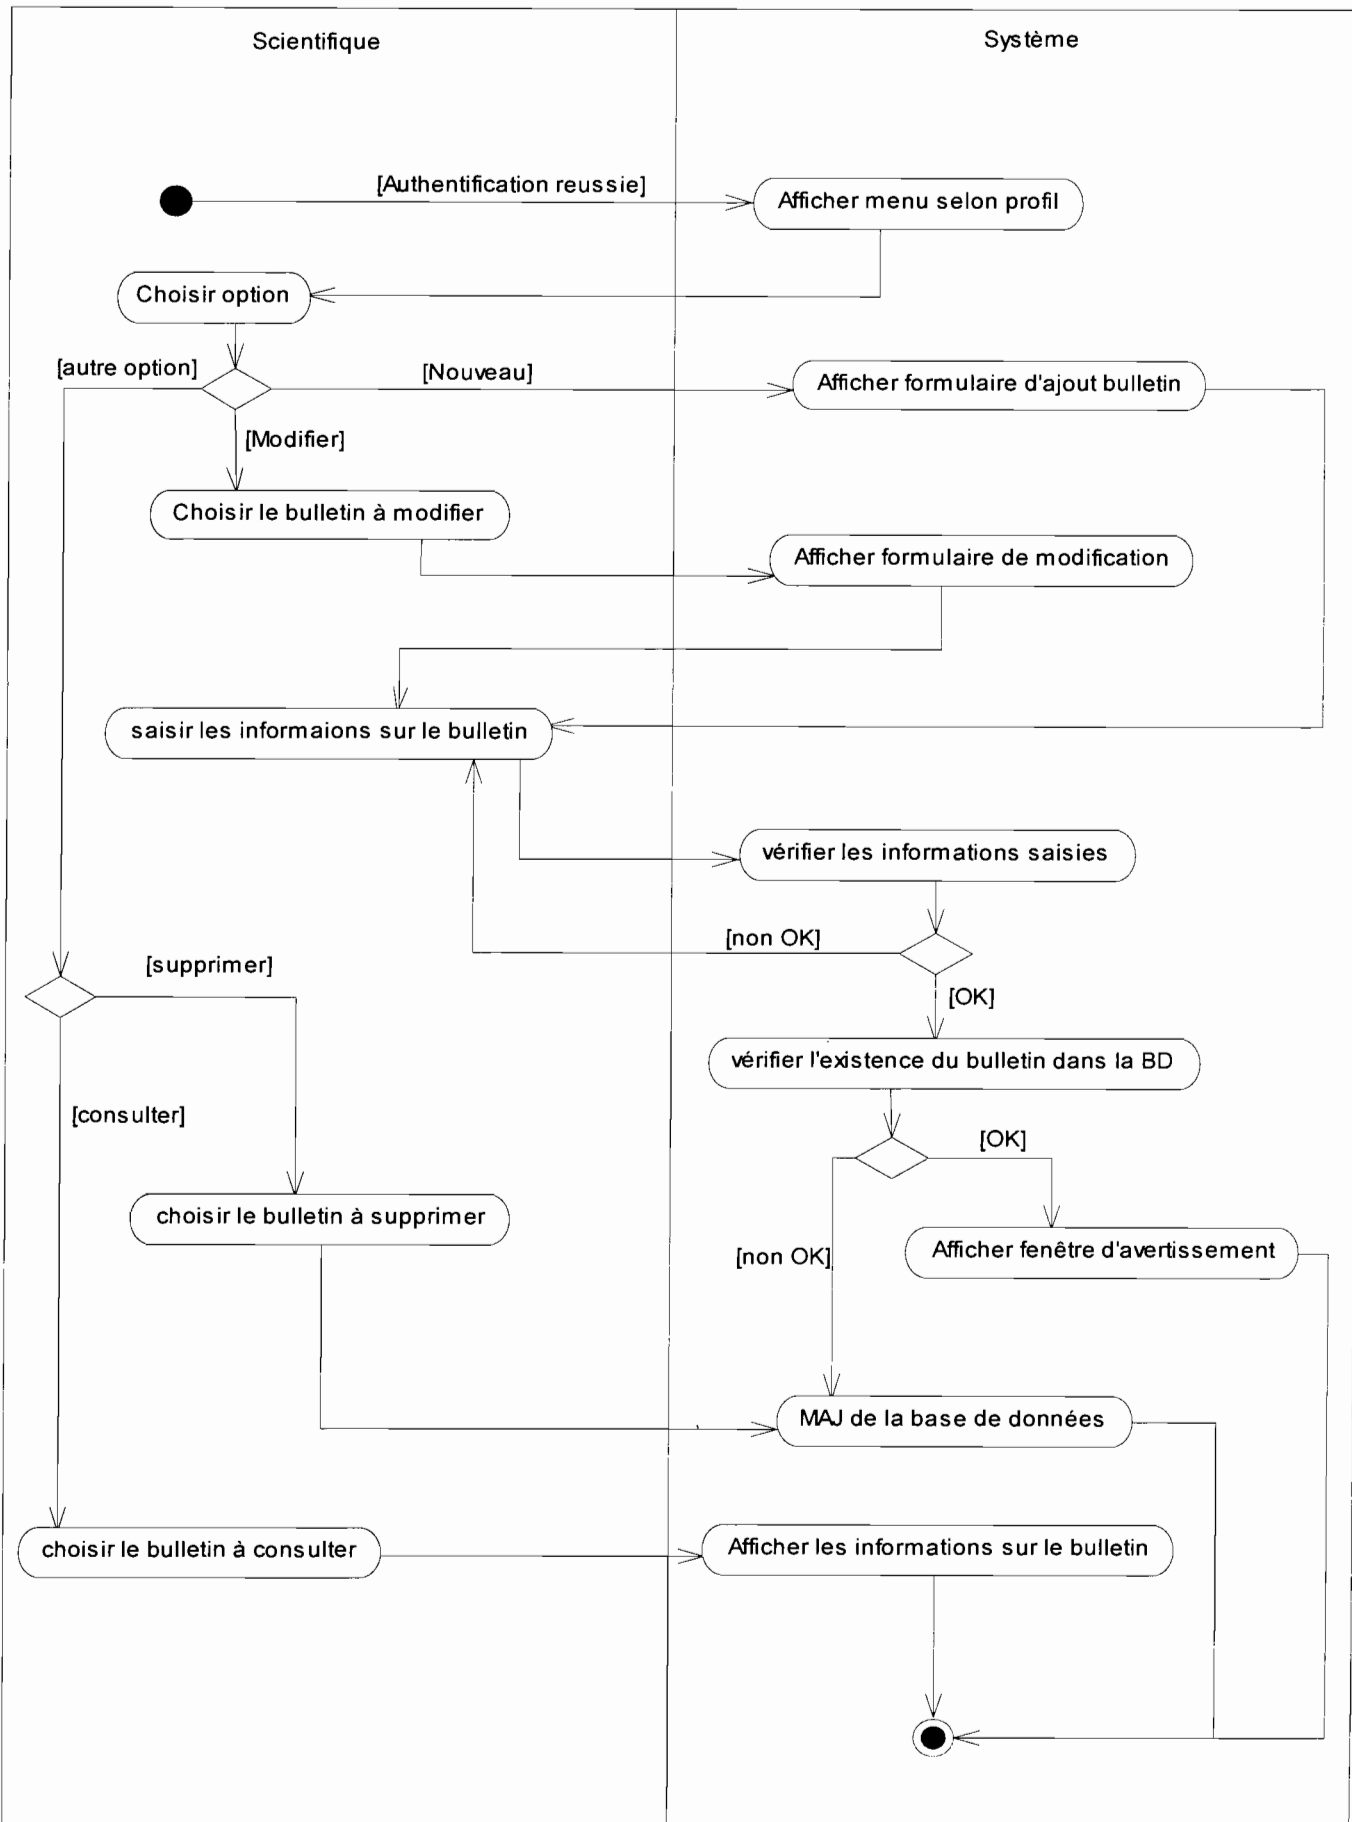 Scientifique
Système
[Authentification reussie]
Afficher menu selon profil
Choisir option
[autre option]
[Nouveau]
Afficher formulaire d'ajout bulletin
[Modifier]
Choisir le bulletin à modifier
Afficher formulaire de modification
saisir les informaions sur le bulletin
vérifier les informations saisies
[non OK]
[supprimer]
[OK]
vérifier l'existence du bulletin dans la BD
[consulter]
[OK]
choisir le bulletin à supprimer
Afficher fenêtre d'avertissement
[non OK]
MAJ de la base de données
choisir le bulletin à consulter
Afficher les informations sur le bulletin